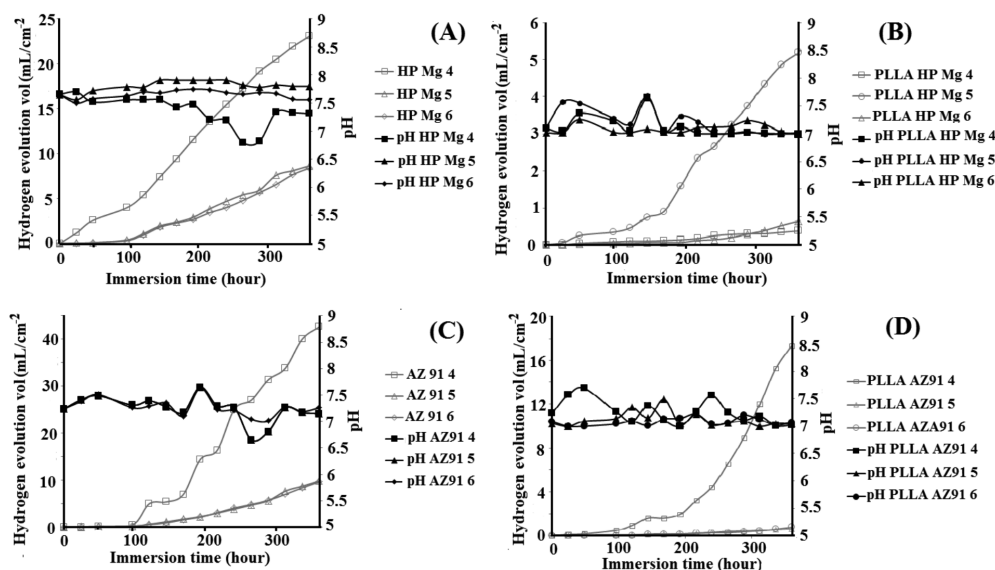 (A)
Hydrogen evolution vol (mL/cm⁻²)
25
20
15
10
5
0
9
8.5
8
7.5
7
6.5
6
5.5
5
pH
0 100 200 300
Immersion time (hour)
HP Mg 4
HP Mg 5
HP Mg 6
pH HP Mg 4
pH HP Mg 5
pH HP Mg 6
(B)
Hydrogen evolution vol (mL/cm⁻²)
6
5
4
3
2
1
0
9
8.5
8
7.5
7
6.5
6
5.5
5
pH
0 100 200 300
Immersion time (hour)
PLLA HP Mg 4
PLLA HP Mg 5
PLLA HP Mg 6
pH PLLA HP Mg 4
pH PLLA HP Mg 5
pH PLLA HP Mg 6
(C)
Hydrogen evolution vol (mL/cm⁻²)
40
30
20
10
0
9
8.5
8
7.5
7
6.5
6
5.5
5
pH
0 100 200 300
Immersion time (hour)
AZ 91 4
AZ 91 5
AZ 91 6
pH AZ91 4
pH AZ91 5
pH AZ91 6
(D)
Hydrogen evolution vol (mL/cm⁻²)
20
18
16
14
12
10
8
6
4
2
0
9
8.5
8
7.5
7
6.5
6
5.5
5
pH
0 100 200 300
Immersion time (hour)
PLLA AZ91 4
PLLA AZ91 5
PLLA AZA91 6
pH PLLA AZ91 4
pH PLLA AZ91 5
pH PLLA AZ91 6